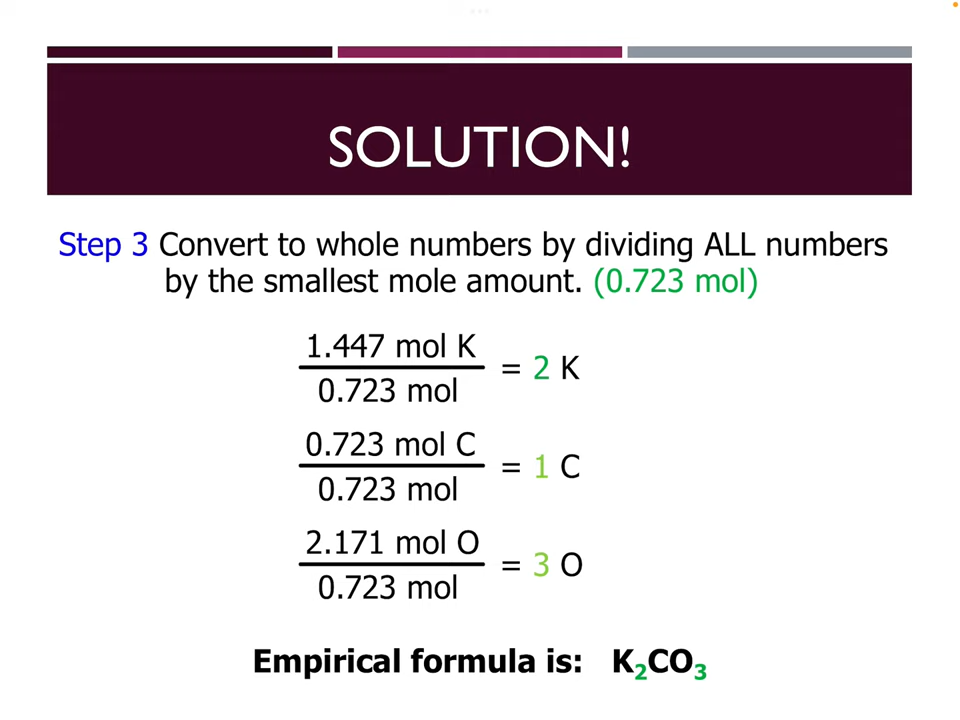 SOLUTION!
Step 3 Convert to whole numbers by dividing ALL numbers
by the smallest mole amount. (0.723 mol)
1.447 mol K
0.723 mol
= 2 K
0.723 mol C
0.723 mol
= 1 C
2.171 mol O
0.723 mol
= 3 O
Empirical formula is: K₂CO₃